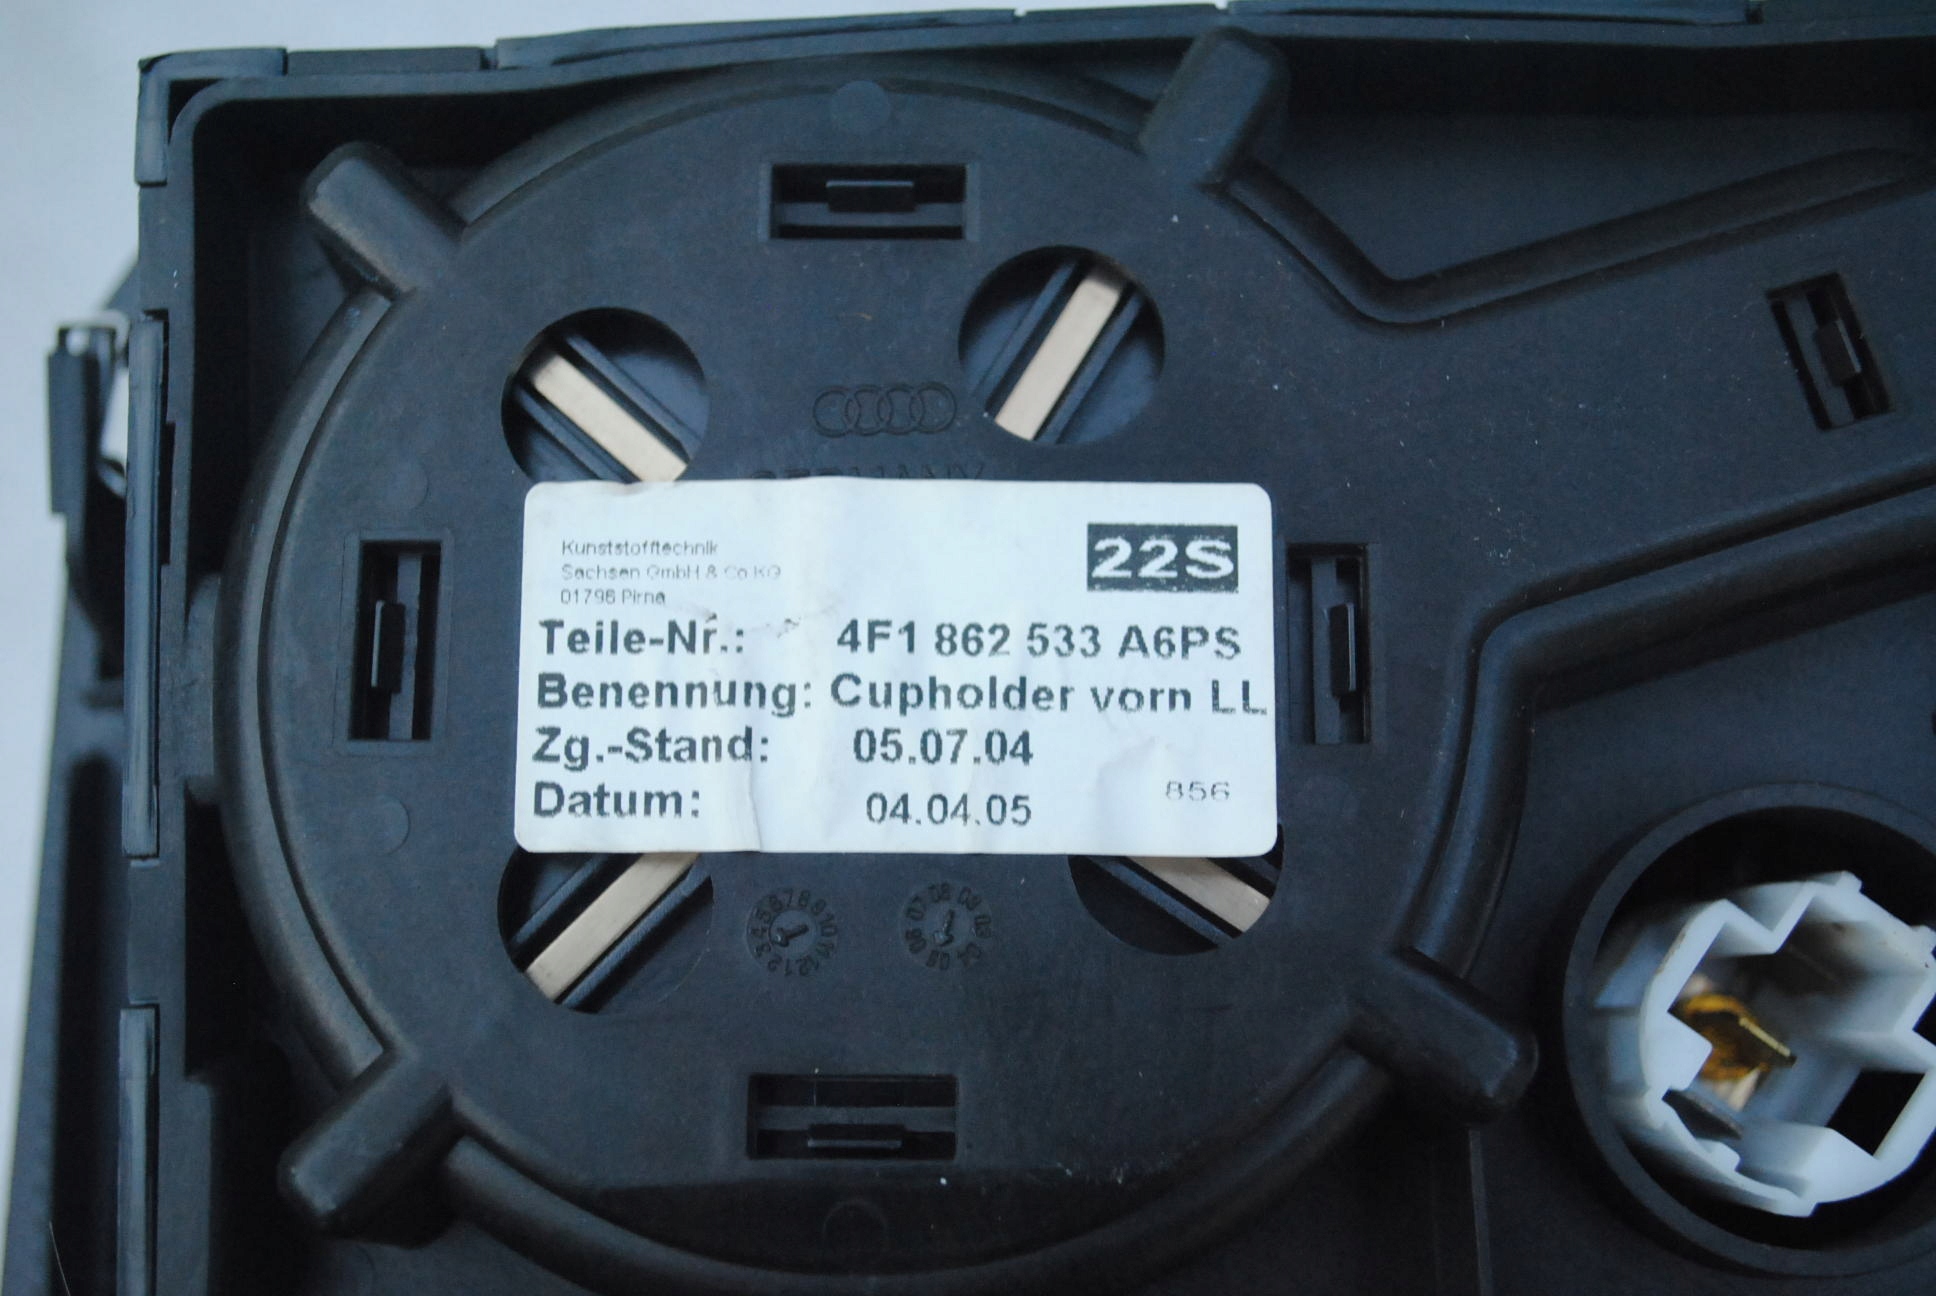 GERMANY
Kunststofftechnik
Sachsen GmbH & Co KG
01796 Pirna
22S
Teile-Nr.: 4F1 862 533 A6PS
Benennung: Cupholder vorn LL
Zg.-Stand: 05.07.04
Datum: 04.04.05
856